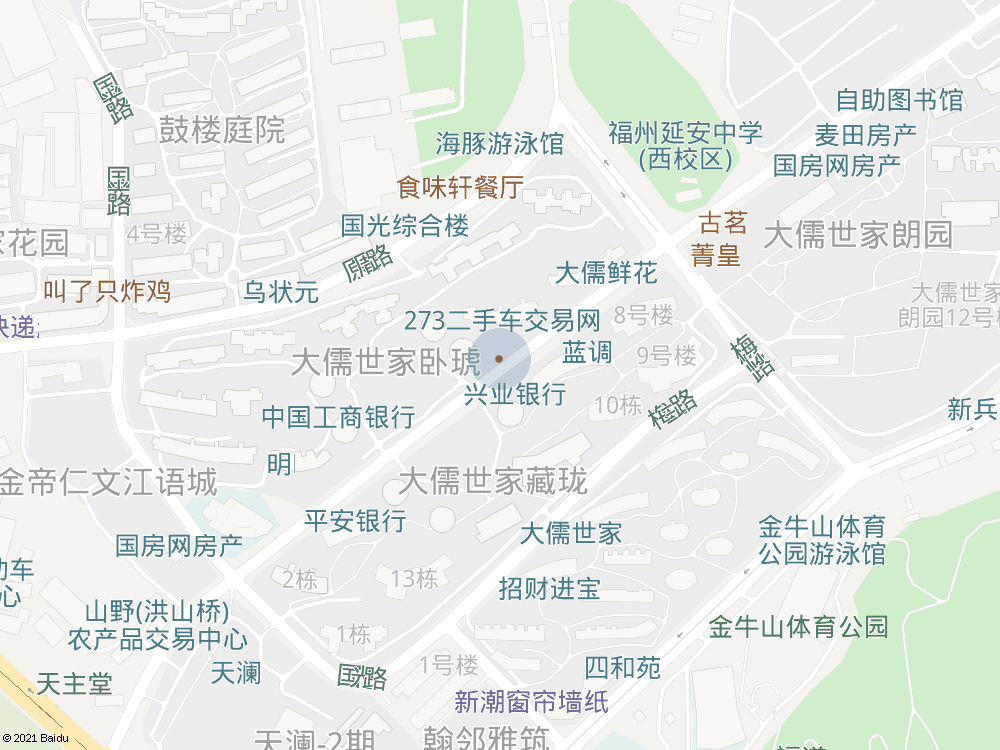 自助图书馆
鼓楼庭院
福州延安中学
(西校区)
麦田房产
海豚游泳馆
国房网房产
食味轩餐厅
国光综合楼
古茗
4号楼
大儒世家朗园
家花园
菁皇
大儒鲜花
叫了只炸鸡
乌状元
大儒世家
朗园12号楼
8号楼
273二手车交易网
快递
蓝调
9号楼
大儒世家卧琥
兴业银行
10栋
新兵
中国工商银行
明
金帝仁文江语城
大儒世家藏珑
平安银行
大儒世家
金牛山体育
公园游泳馆
国房网房产
动车
心
2栋
13栋
招财进宝
山野(洪山桥)
农产品交易中心
金牛山体育公园
1栋
1号楼
四和苑
天澜
天主堂
新潮窗帘墙纸
天澜-2期
翰邻雅筑
© 2021 Baidu